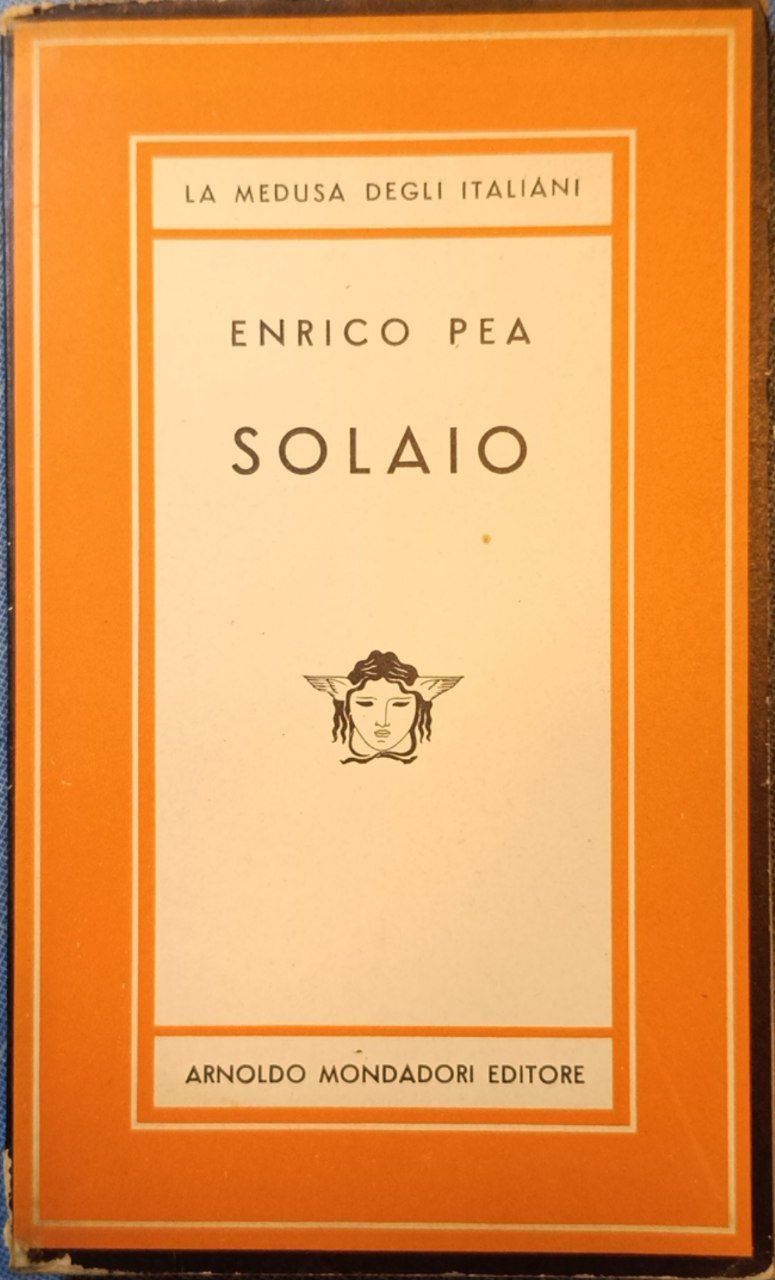 LA MEDUSA DEGLI ITALIANI
ENRICO PEA
SOLAIO
ARNOLDO MONDADORI EDITORE